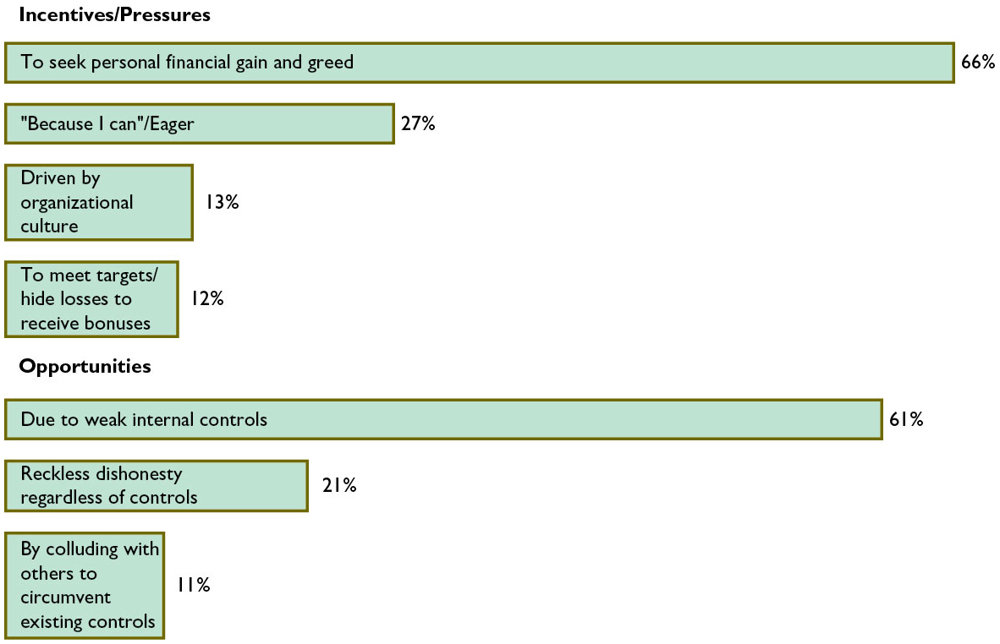 Incentives/Pressures
To seek personal financial gain and greed
66%
"Because I can"/Eager
27%
Driven by
organizational
culture
13%
To meet targets/
hide losses to
receive bonuses
12%
Opportunities
Due to weak internal controls
61%
Reckless dishonesty
regardless of controls
21%
By colluding with
others to
circumvent
existing controls
11%